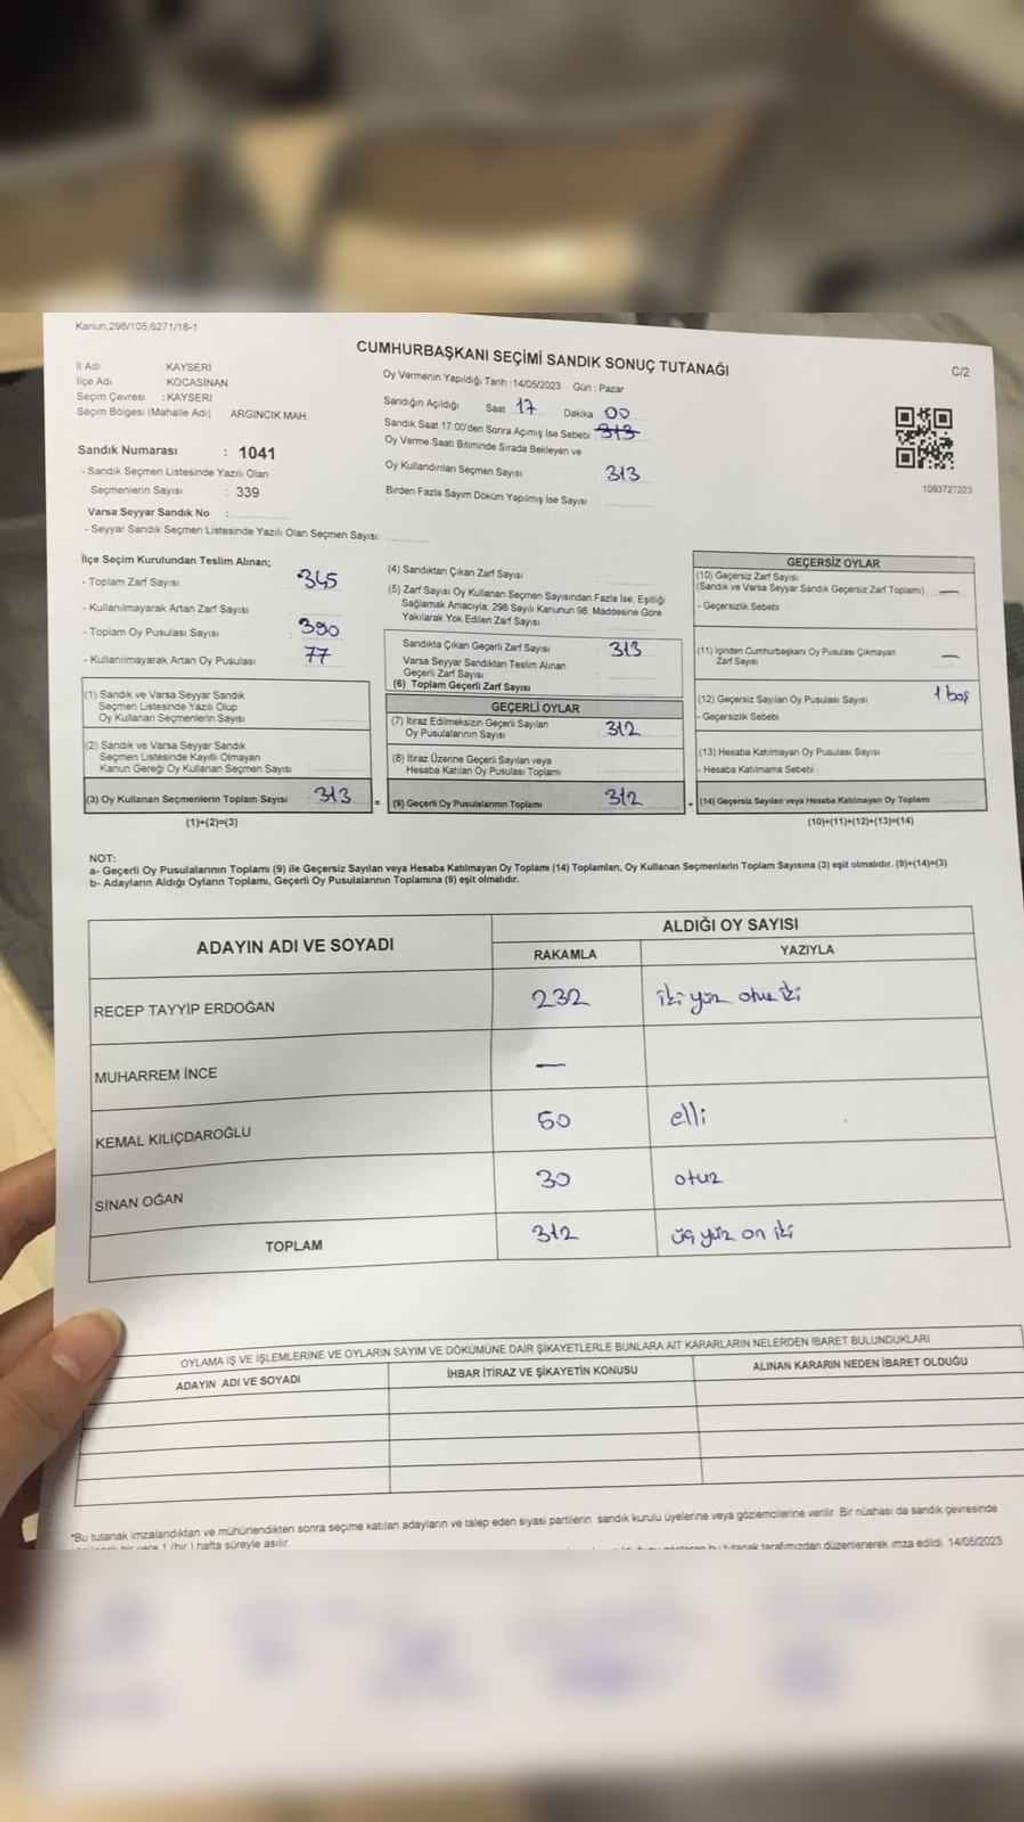 Kanun:298/105,6271/18-1
CUMHURBAŞKANI SEÇİMİ SANDIK SONUÇ TUTANAĞI
C/2
İl Adı KAYSERİ
İlçe Adı KOCASİNAN
Seçim Çevresi : KAYSERİ
Seçim Bölgesi (Mahalle Adı) ARGINCIK MAH.
Oy Vermenin Yapıldığı Tarih :14/05/2023 Gün : Pazar
Sandığın Açıldığı Saat 17 Dakika 00
Sandık Saat 17:00'den Sonra Açımış İse Sebebi 313
Oy Verme Saati Bitiminde Sırada Bekleyen ve
Oy Kullandırılan Seçmen Sayısı 313
Birden Fazla Sayım Döküm Yapılmış İse Sayısı
Sandık Numarası : 1041
- Sandık Seçmen Listesinde Yazılı Olan
Seçmenlerin Sayısı : 339
Varsa Seyyar Sandık No :
- Seyyar Sandık Seçmen Listesinde Yazılı Olan Seçmen Sayısı:
1093727223
İlçe Seçim Kurulundan Teslim Alınan;
- Toplam Zarf Sayısı 345
- Kullanılmayarak Artan Zarf Sayısı
- Toplam Oy Pusulası Sayısı : 390
- Kullanılmayarak Artan Oy Pusulası 77
(1) Sandık ve Varsa Seyyar Sandık
Seçmen Listesinde Yazılı Olup
Oy Kullanan Seçmenlerin Sayısı
(2) Sandık ve Varsa Seyyar Sandık
Seçmen Listesinde Kayıtlı Olmayan
Kanun Gereği Oy Kullanan Seçmen Sayısı
(3) Oy Kullanan Seçmenlerin Toplam Sayısı 313 =
(1)+(2)=(3)
(4) Sandıktan Çıkan Zarf Sayısı
(5) Zarf Sayısı Oy Kullanan Seçmen Sayısından Fazla İse, Eşitliği
Sağlamak Amacıyla; 298 Sayılı Kanunun 98. Maddesine Göre
Yakılarak Yok Edilen Zarf Sayısı
Sandıkta Çıkan Geçerli Zarf Sayısı 313
Varsa Seyyar Sandıktan Teslim Alınan
Geçerli Zarf Sayısı
(6) Toplam Geçerli Zarf Sayısı
GEÇERLİ OYLAR
(7) İtiraz Edilmeksizin Geçerli Sayılan
Oy Pusulalarının Sayısı 312
(8) İtiraz Üzerine Geçerli Sayılan veya
Hesaba Katılan Oy Pusulası Toplamı
(9) Geçerli Oy Pusulalarının Toplamı 312
GEÇERSİZ OYLAR
(10) Geçersiz Zarf Sayısı
(Sandık ve Varsa Seyyar Sandık Geçersiz Zarf Toplamı) —
- Geçersizlik Sebebi
(11) İçinden Cumhurbaşkanı Oy Pusulası Çıkmayan
Zarf Sayısı —
(12) Geçersiz Sayılan Oy Pusulası Sayısı 1 boş
- Geçersizlik Sebebi
(13) Hesaba Katılmayan Oy Pusulası Sayısı
- Hesaba Katılmama Sebebi
(14) Geçersiz Sayılan veya Hesaba Katılmayan Oy Toplamı
(10)+(11)+(12)+(13)=(14)
NOT:
a- Geçerli Oy Pusulalarının Toplamı (9) ile Geçersiz Sayılan veya Hesaba Katılmayan Oy Toplamı (14) Toplamları, Oy Kullanan Seçmenlerin Toplam Sayısına (3) eşit olmalıdır. (9)+(14)=(3)
b- Adayların Aldığı Oyların Toplamı, Geçerli Oy Pusulalarının Toplamına (9) eşit olmalıdır.
ADAYIN ADI VE SOYADI
ALDIĞI OY SAYISI
RAKAMLA YAZIYLA
RECEP TAYYİP ERDOĞAN 232 iki yüz otuz iki
MUHARREM İNCE —
KEMAL KILIÇDAROĞLU 50 elli
SİNAN OĞAN 30 otuz
TOPLAM 312 üç yüz on iki
OYLAMA İŞ VE İŞLEMLERİNE VE OYLARIN SAYIM VE DÖKÜMÜNE DAİR ŞİKAYETLERLE BUNLARA AİT KARARLARIN NELERDEN İBARET BULUNDUKLARI
ADAYIN ADI VE SOYADI İHBAR İTİRAZ VE ŞİKAYETİN KONUSU ALINAN KARARIN NEDEN İBARET OLDUĞU
*Bu tutanak imzalandıktan ve mühürlendikten sonra seçime katılan adayların ve talep eden siyasi partilerin sandık kurulu üyelerine veya gözlemcilerine verilir. Bir nüshası da sandık çevresinde
1 (bir) hafta süreyle asılır. bu tutanak tarafımızdan düzenlenerek imza edildi. 14/05/2023